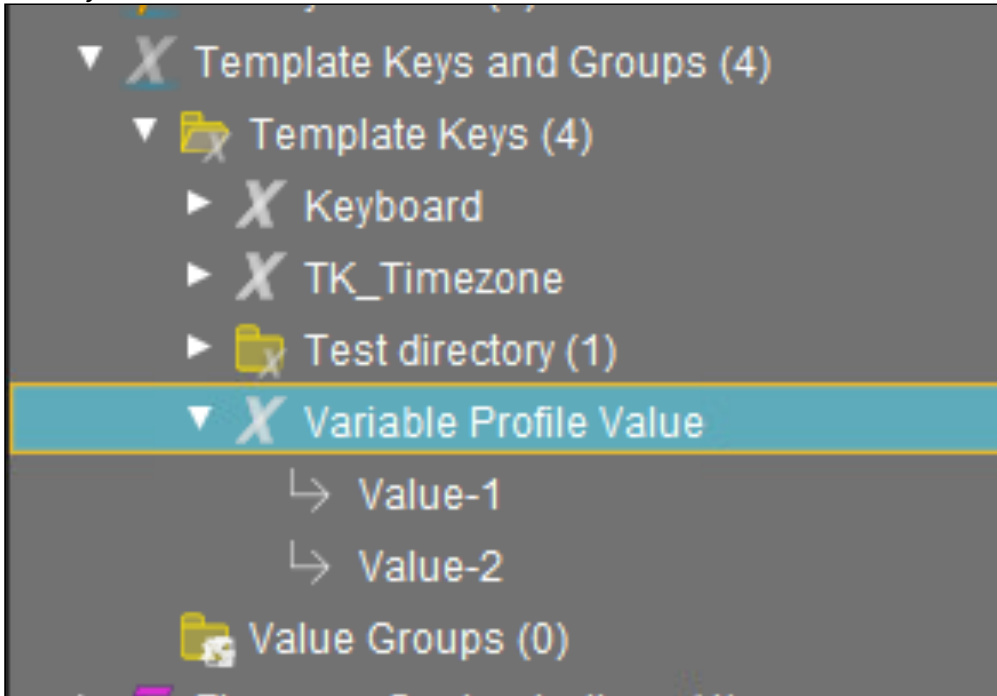 Template Keys and Groups (4)
Template Keys (4)
Keyboard
TK_Timezone
Test directory (1)
Variable Profile Value
Value-1
Value-2
Value Groups (0)